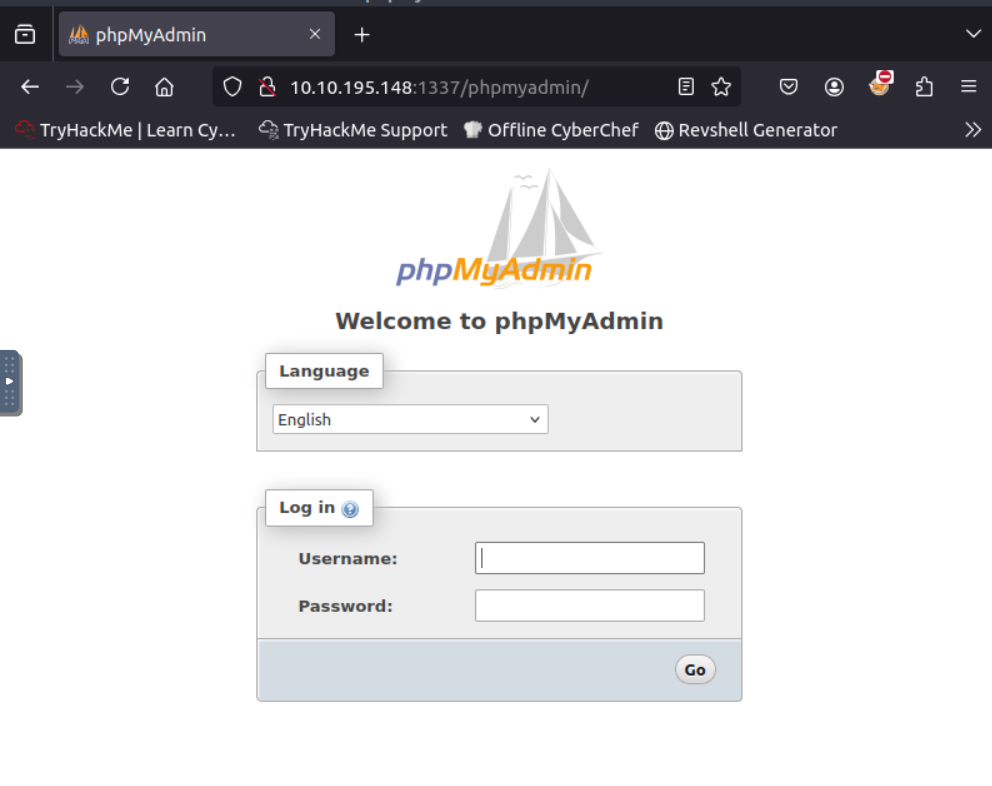 phpMyAdmin
10.10.195.148:1337/phpmyadmin/
TryHackMe | Learn Cy... TryHackMe Support Offline CyberChef Revshell Generator
phpMyAdmin
Welcome to phpMyAdmin
Language
English
Log in
Username:
Password:
Go